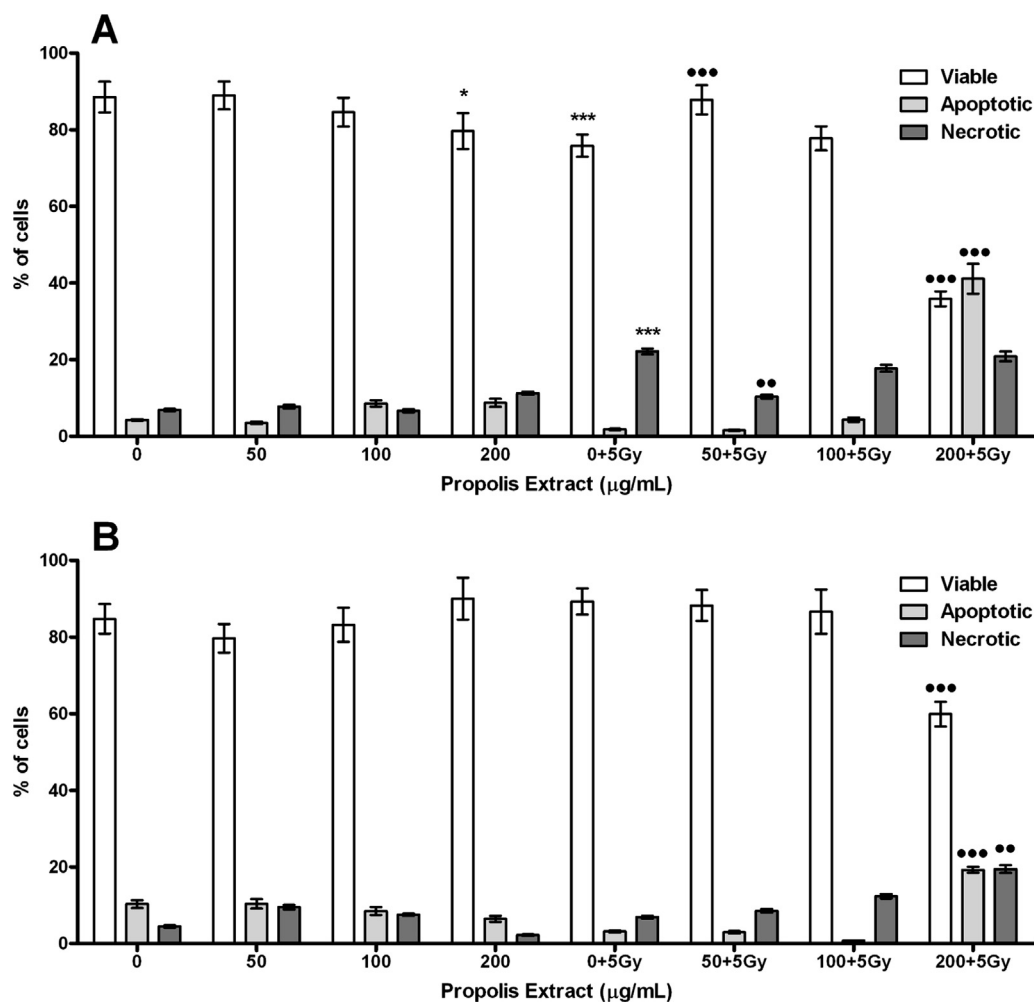 A
100
80
60
40
20
0
% of cells
*
***
***
●●●
●●
●●●
●●●
Viable
Apoptotic
Necrotic
0 50 100 200 0+5Gy 50+5Gy 100+5Gy 200+5Gy
Propolis Extract (μg/mL)
B
100
80
60
40
20
0
% of cells
●●●
●●●
●●
Viable
Apoptotic
Necrotic
0 50 100 200 0+5Gy 50+5Gy 100+5Gy 200+5Gy
Propolis Extract (μg/mL)